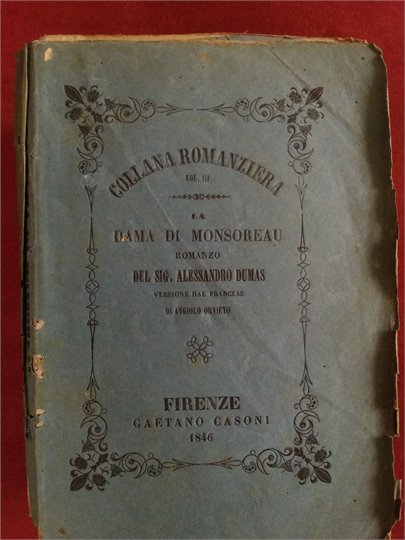 COLLANA ROMANZIERA
VOL. III.
LA
DAMA DI MONSOREAU
ROMANZO
DEL SIG. ALESSANDRO DUMAS
VERSIONE DAL FRANCESE
DI ANGIOLO ORVIETO
FIRENZE
GAETANO CASONI
1846